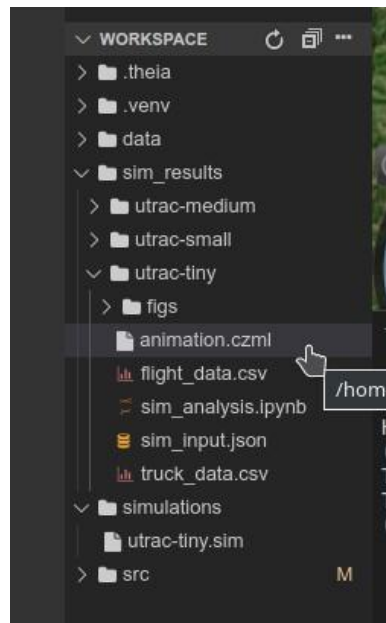 WORKSPACE
.theia
.venv
data
sim_results
utrac-medium
utrac-small
utrac-tiny
figs
animation.czml
flight_data.csv
/hom
sim_analysis.ipynb
sim_input.json
truck_data.csv
simulations
utrac-tiny.sim
src M